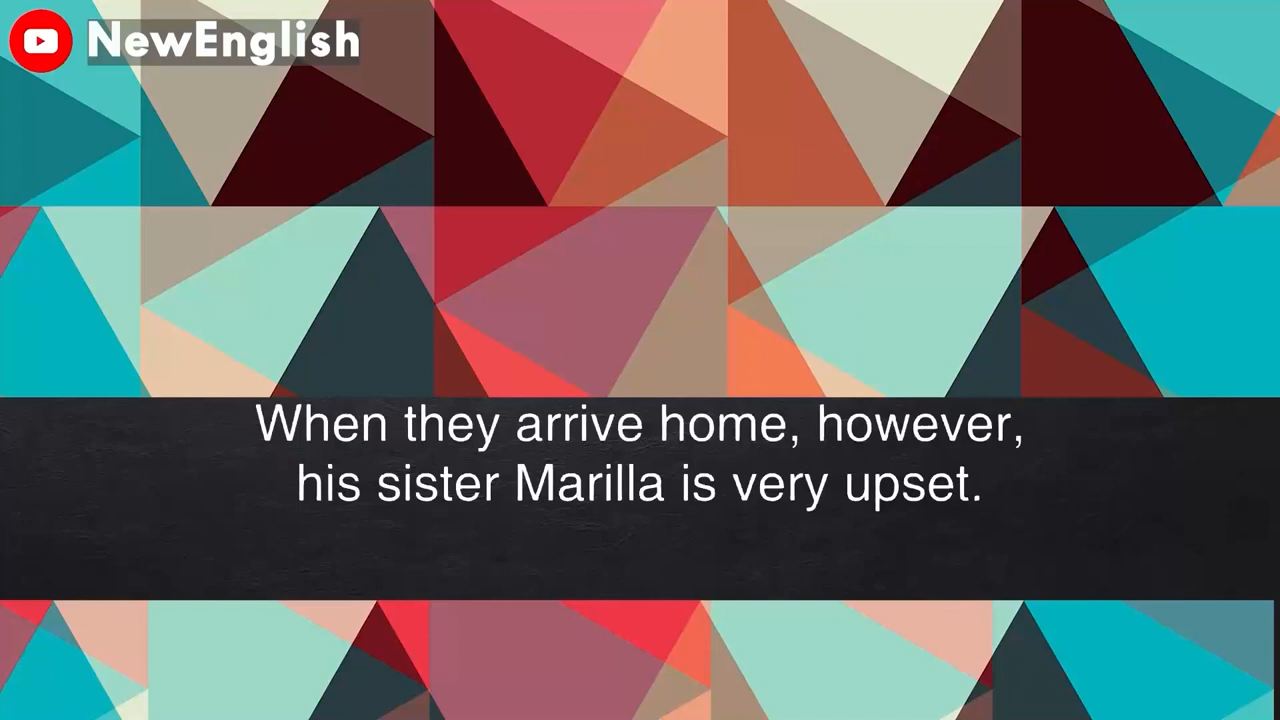 NewEnglish
When they arrive home, however,
his sister Marilla is very upset.